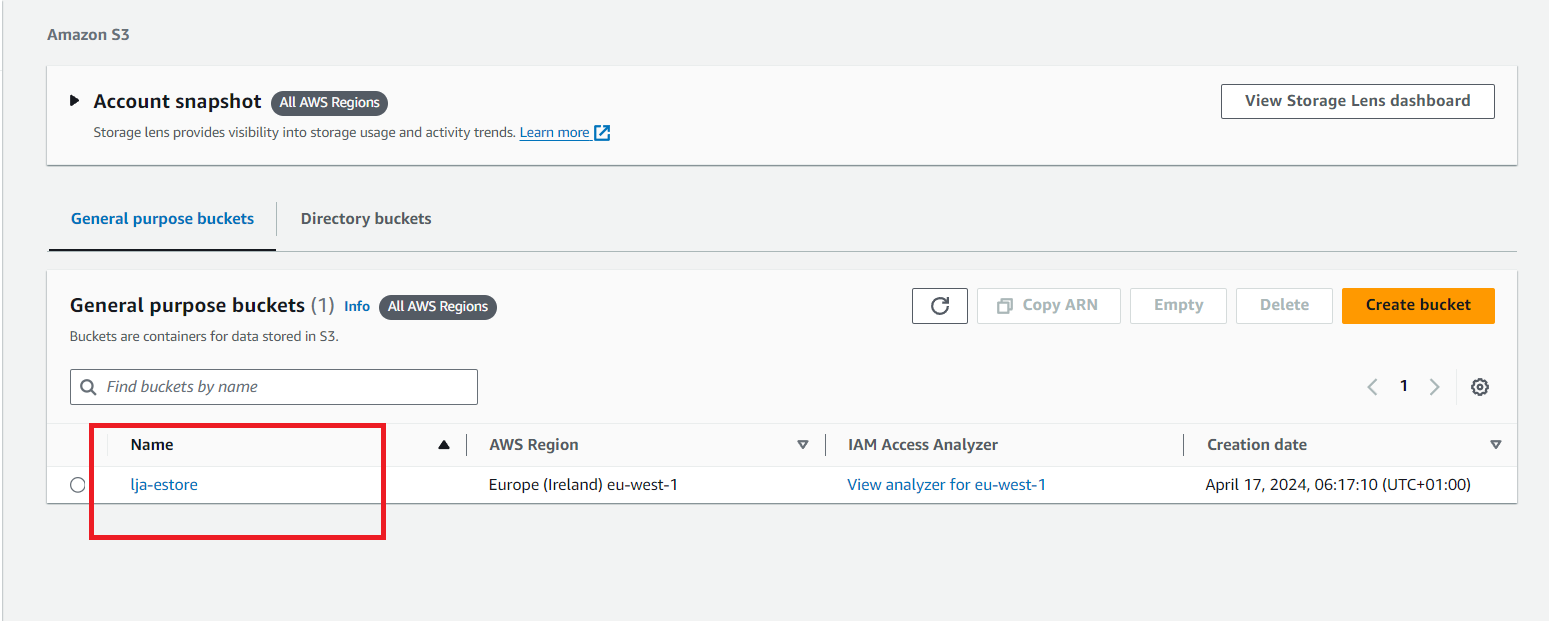 Amazon S3
Account snapshot All AWS Regions
View Storage Lens dashboard
Storage lens provides visibility into storage usage and activity trends. Learn more
General purpose buckets Directory buckets
General purpose buckets (1) Info All AWS Regions
Copy ARN Empty Delete Create bucket
Buckets are containers for data stored in S3.
Find buckets by name
1
Name AWS Region IAM Access Analyzer Creation date
lja-estore Europe (Ireland) eu-west-1 View analyzer for eu-west-1 April 17, 2024, 06:17:10 (UTC+01:00)